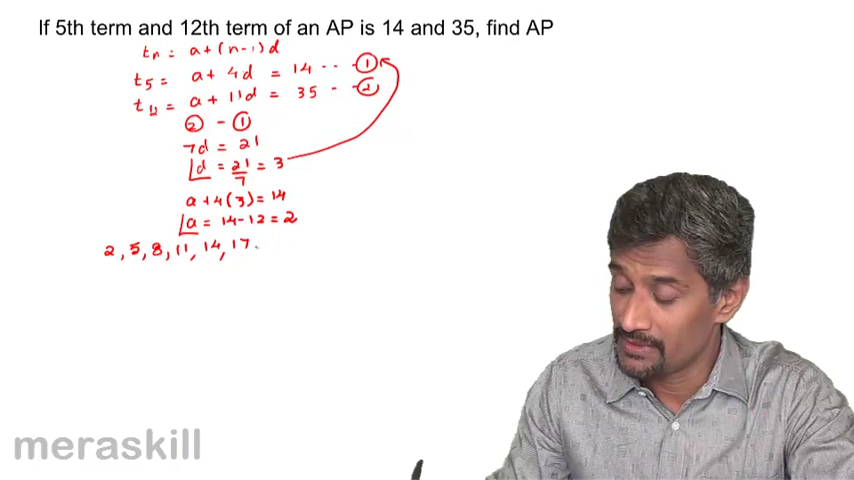 If 5th term and 12th term of an AP is 14 and 35, find AP
tn = a+(n-1)d
t5 = a + 4d = 14 -- - ①
t12 = a + 11d = 35 - - ②
② - ①
7d = 21
d = 21/7 = 3
a+4(3)=14
a = 14-12=2
2, 5, 8, 11, 14, 17.
meraskill